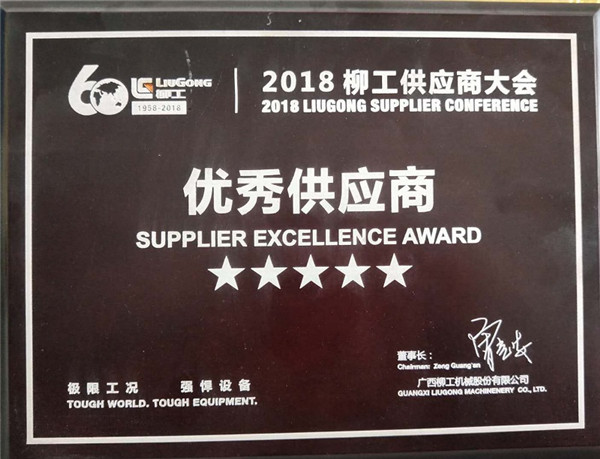 60 LIUGONG
柳工
1958-2018
2018 柳工供应商大会
2018 LIUGONG SUPPLIER CONFERENCE
优秀供应商
SUPPLIER EXCELLENCE AWARD
董事长：
Chairman: Zeng Guang'an
广西柳工机械股份有限公司
GUANGXI LIUGONG MACHINENERY CO., LTD.
极限工况 强悍设备
TOUGH WORLD. TOUGH EQUIPMENT.